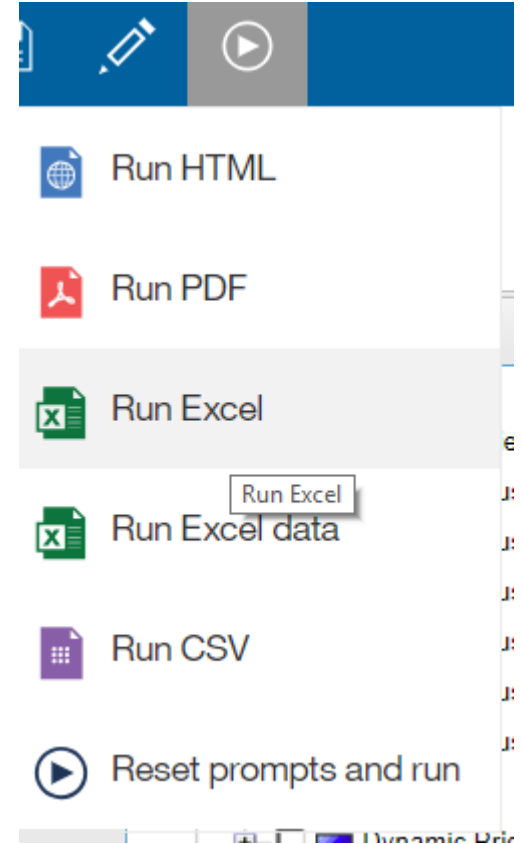 Run HTML
Run PDF
Run Excel
Run Excel
Run Excel data
Run CSV
Reset prompts and run
Dynamic